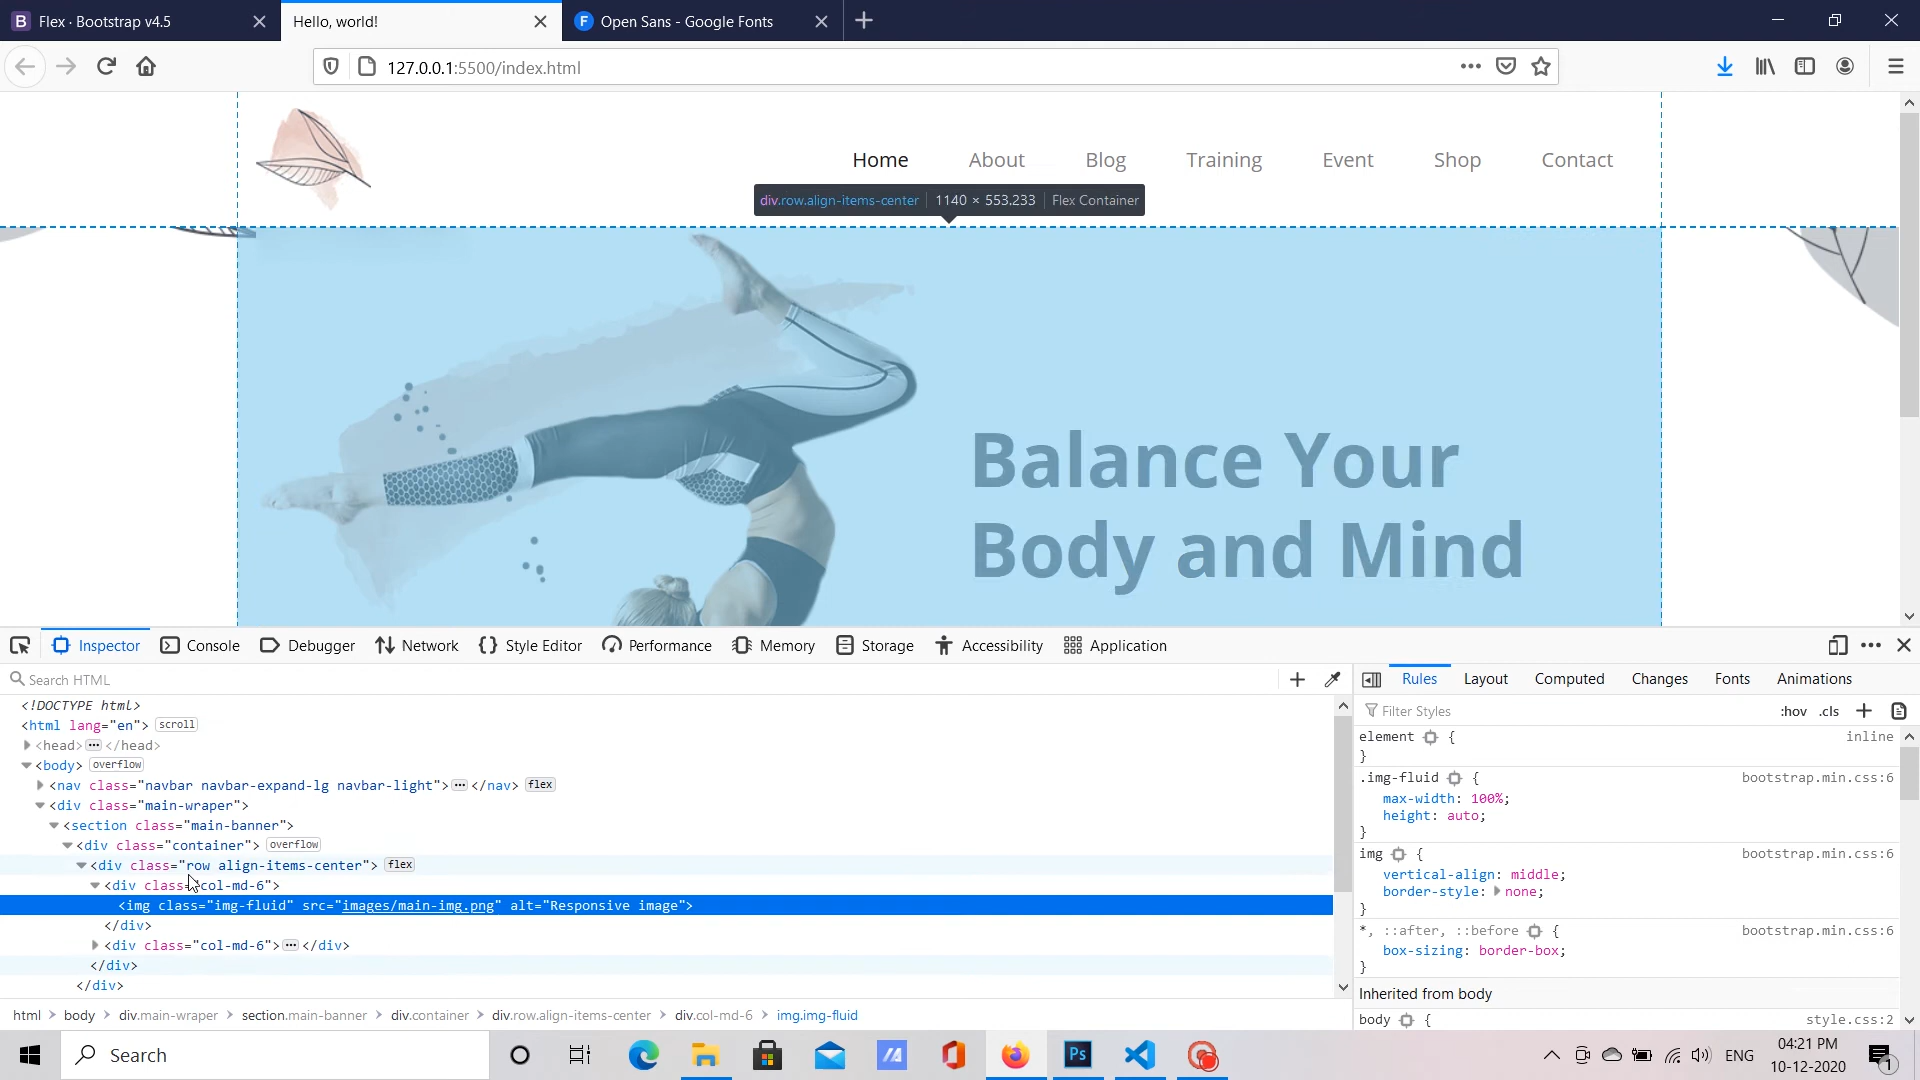 B Flex · Bootstrap v4.5
Hello, world!
F Open Sans - Google Fonts
127.0.0.1:5500/index.html
Home About Blog Training Event Shop Contact
div.row.align-items-center 1140 × 553.233 Flex Container
Balance Your
Body and Mind
Inspector Console Debugger Network Style Editor Performance Memory Storage Accessibility Application
Search HTML
<!DOCTYPE html>
<html lang="en"> scroll
<head> ••• </head>
<body> overflow
<nav class="navbar navbar-expand-lg navbar-light"> ••• </nav> flex
<div class="main-wraper">
<section class="main-banner">
<div class="container"> overflow
<div class="row align-items-center"> flex
<div class="col-md-6">
<img class="img-fluid" src="images/main-img.png" alt="Responsive image">
</div>
<div class="col-md-6"> ••• </div>
</div>
</div>
html body div.main-wraper section.main-banner div.container div.row.align-items-center div.col-md-6 img.img-fluid
Rules Layout Computed Changes Fonts Animations
Filter Styles :hov .cls
element { inline
}
.img-fluid { bootstrap.min.css:6
max-width: 100%;
height: auto;
}
img { bootstrap.min.css:6
vertical-align: middle;
border-style: none;
}
*, ::after, ::before { bootstrap.min.css:6
box-sizing: border-box;
}
Inherited from body
body { style.css:2
Search
Ps
ENG
04:21 PM
10-12-2020
1